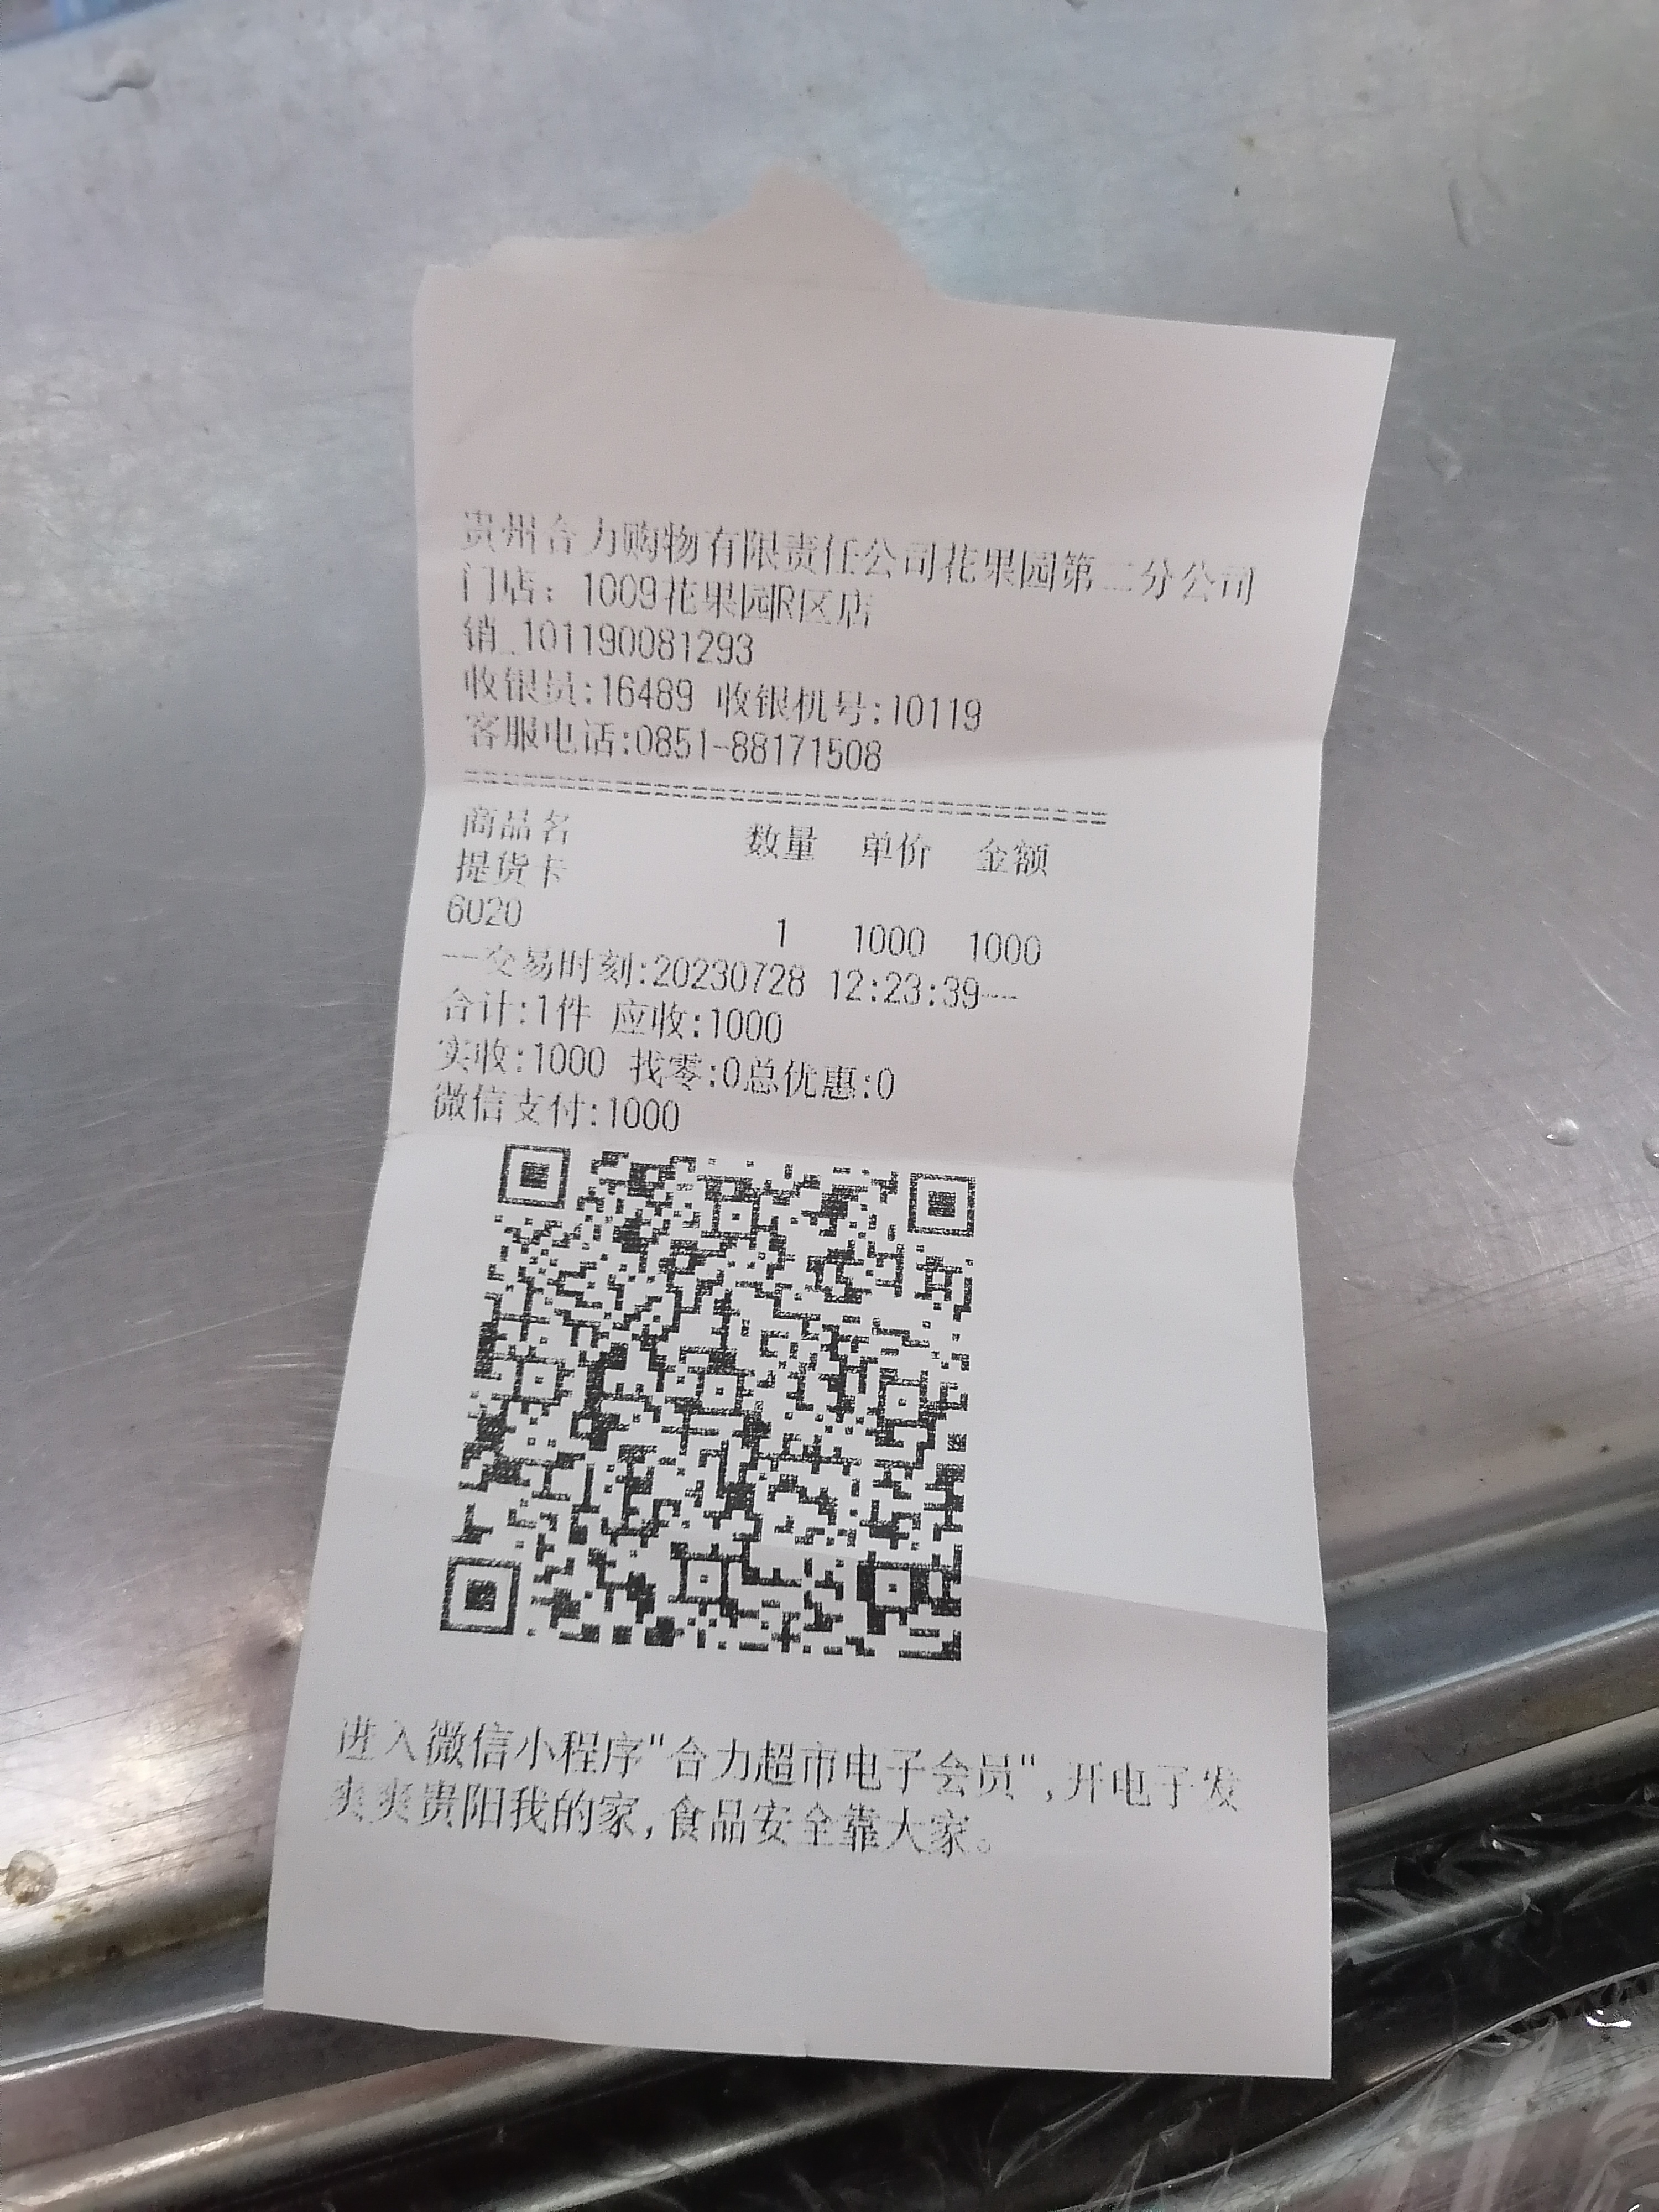 贵州合力购物有限责任公司花果园第二分公司
门店：1009花果园R区店
销_101190081293
收银员:16489 收银机号:10119
客服电话:0851-88171508
========================================
商品名 数量 单价 金额
提货卡
6020 1 1000 1000
--交易时刻:20230728 12:23:39--
合计:1件 应收:1000
实收:1000 找零:0总优惠:0
微信支付:1000
进入微信小程序"合力超市电子会员",开电子发
爽爽贵阳我的家,食品安全靠大家。